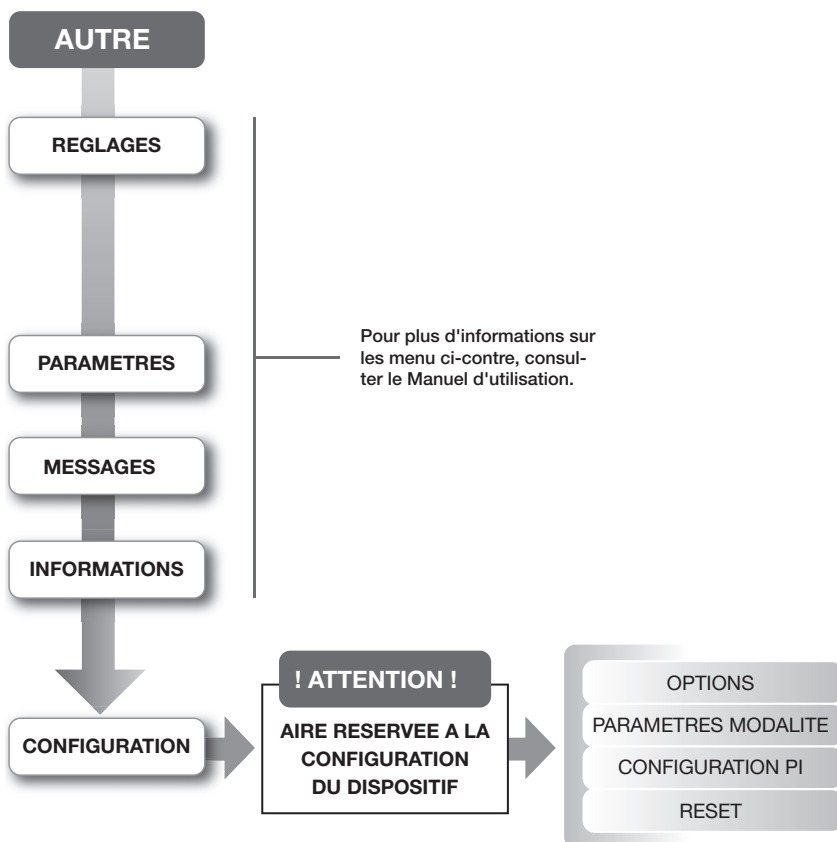 AUTRE
REGLAGES
PARAMETRES
Pour plus d'informations sur
les menu ci-contre, consul-
ter le Manuel d'utilisation.
MESSAGES
INFORMATIONS
CONFIGURATION
! ATTENTION !
AIRE RESERVEE A LA
CONFIGURATION
DU DISPOSITIF
OPTIONS
PARAMETRES MODALITE
CONFIGURATION PI
RESET